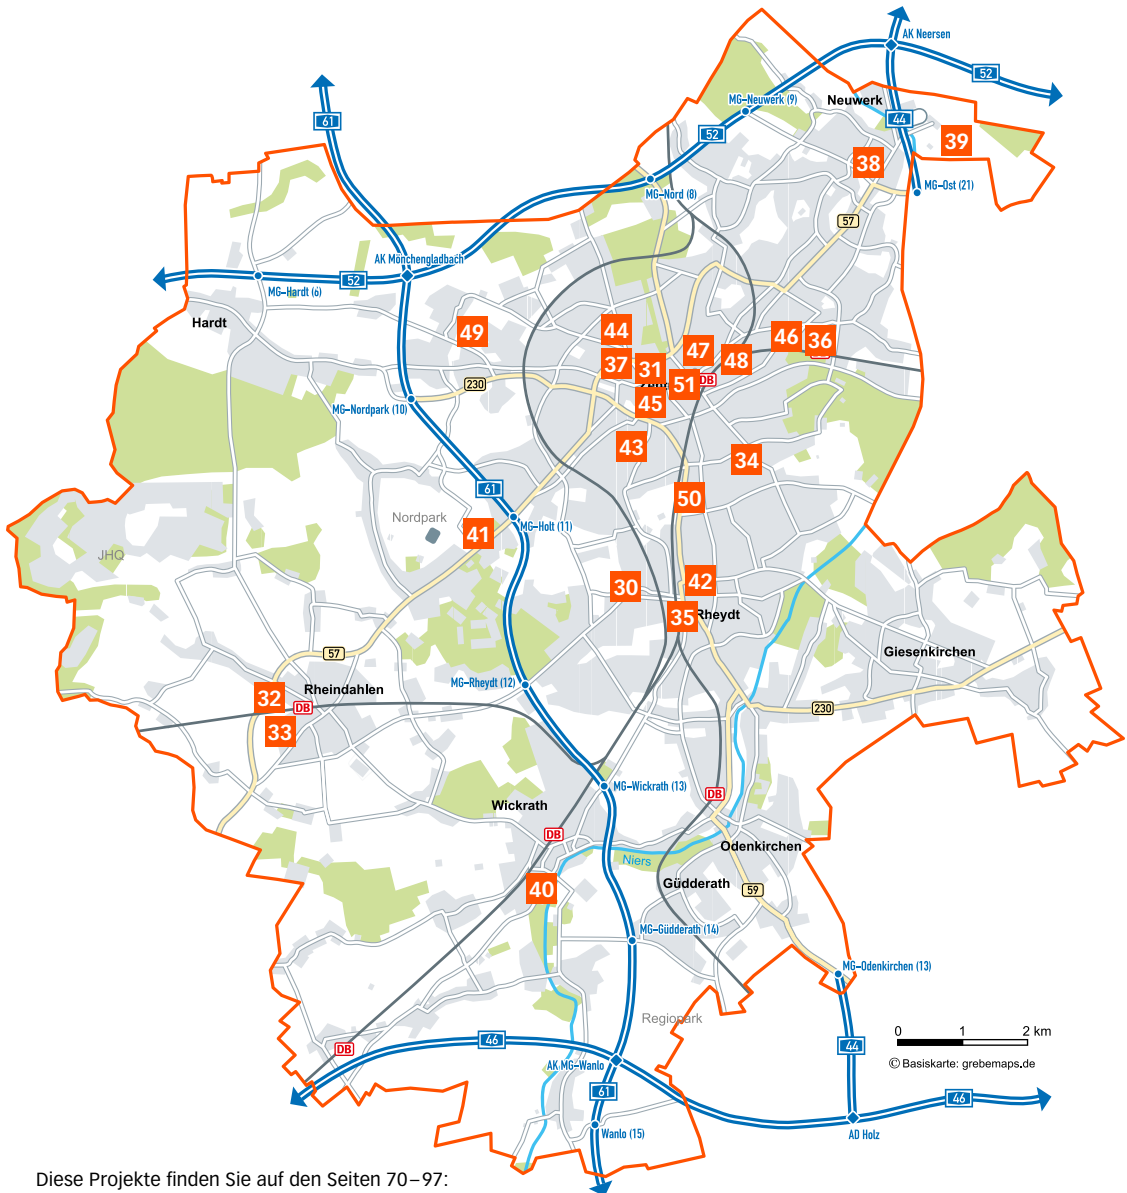 AK Neersen
52
MG-Neuwerk (9)
Neuwerk
61
44
52
39
38
MG-Ost (21)
MG-Nord (8)
57
AK Mönchengladbach
52
MG-Hardt (6)
Hardt
49
44
46
36
47
48
37
31
51
DB
230
45
MG-Nordpark (10)
43
34
61
50
Nordpark
MG-Holt (11)
41
JHQ
30
42
35
Rheydt
57
Giesenkirchen
MG-Rheydt (12)
Rheindahlen
32
DB
230
33
MG-Wickrath (13)
DB
Wickrath
DB
Odenkirchen
Niers
40
Güdderath
59
MG-Güdderath (14)
MG-Odenkirchen (13)
Regiopark
0 1 2 km
46
44
DB
AK MG-Wanlo
© Basiskarte: grebemaps.de
61
46
Wanlo (15)
AD Holz
Diese Projekte finden Sie auf den Seiten 70–97: